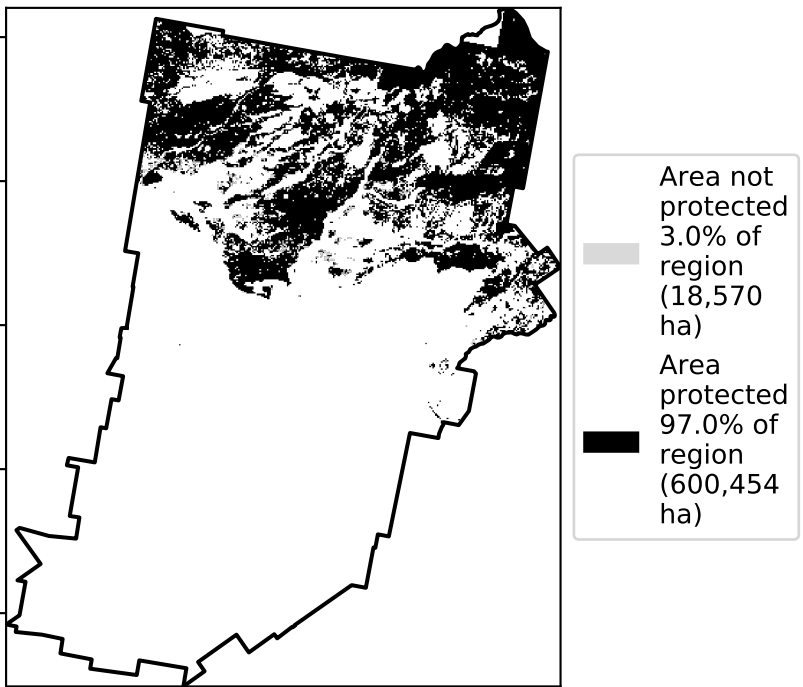 Area not
protected
3.0% of
region
(18,570
ha)
Area
protected
97.0% of
region
(600,454
ha)